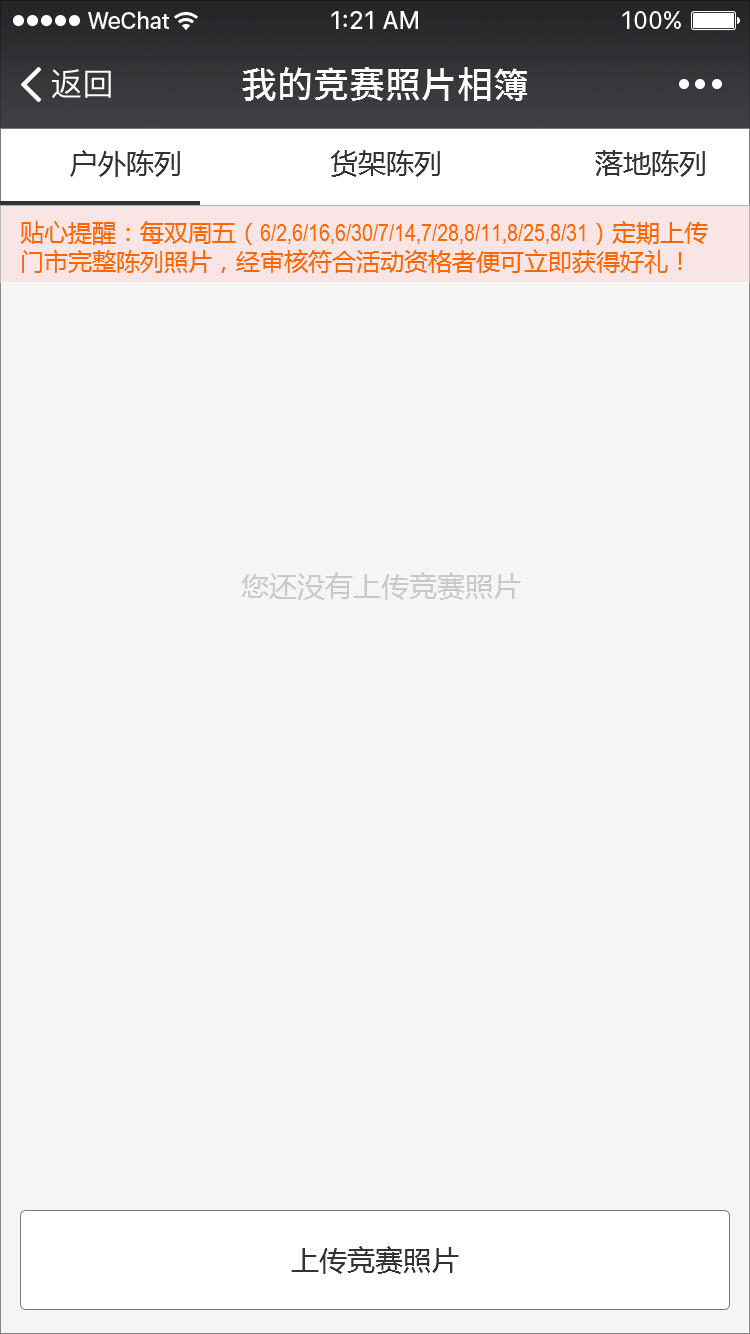 WeChat 1:21 AM 100%
返回 我的竞赛照片相簿
户外陈列 货架陈列 落地陈列
贴心提醒：每双周五（6/2,6/16,6/30/7/14,7/28,8/11,8/25,8/31）定期上传
门市完整陈列照片，经审核符合活动资格者便可立即获得好礼！
您还没有上传竞赛照片
上传竞赛照片